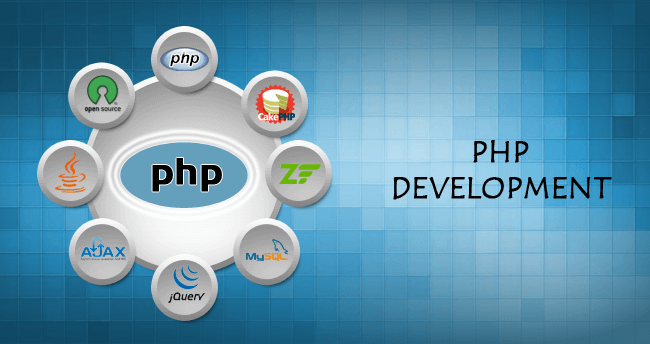 php
open source
CakePHP
php
ZF
AJAX
MySQL
jQuery
PHP
DEVELOPMENT